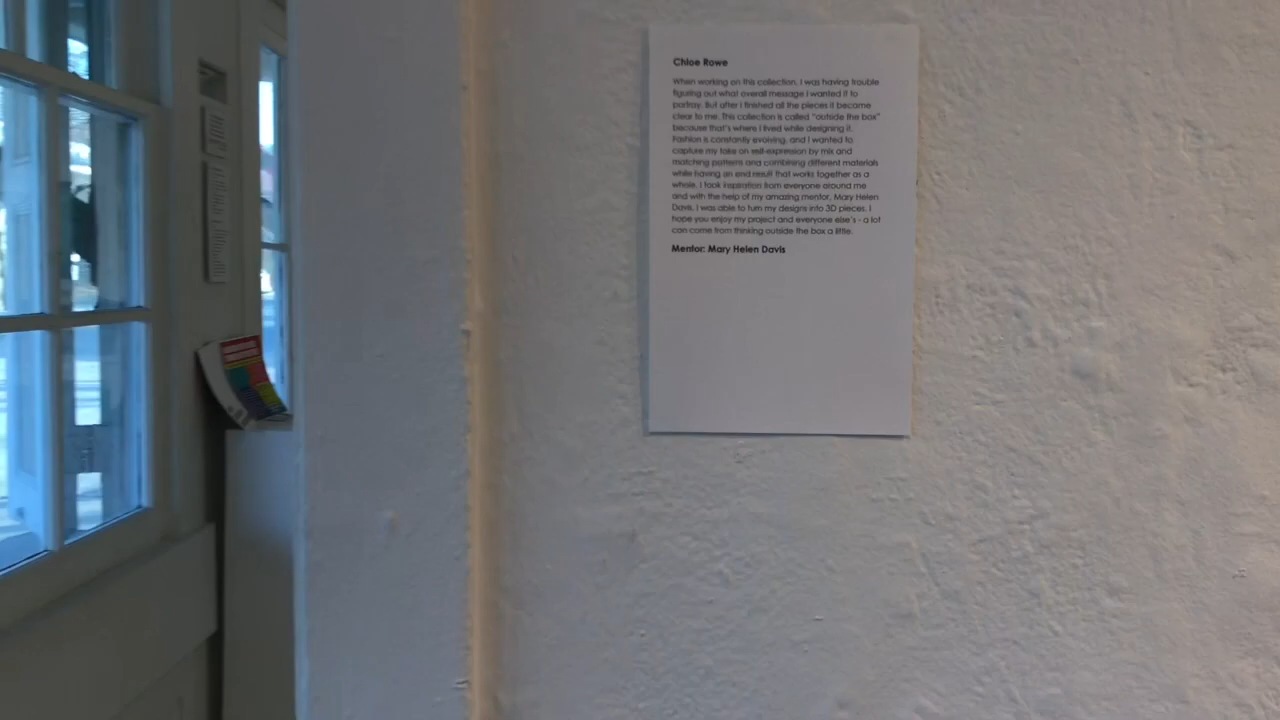 Chloe Rowe
When working on this collection, I was having trouble
figuring out what overall message I wanted it to
portray. But after I finished all the pieces it became
clear to me. This collection is called "outside the box"
because that's where I lived while designing it.
Fashion is constantly evolving, and I wanted to
capture my take on self-expression by mix and
matching patterns and combining different materials
while having an end result that works together as a
whole. I took inspiration from everyone around me
and with the help of my amazing mentor, Mary Helen
Davis, I was able to turn my designs into 3D pieces. I
hope you enjoy my project and everyone else's - a lot
can come from thinking outside the box a little.
Mentor: Mary Helen Davis